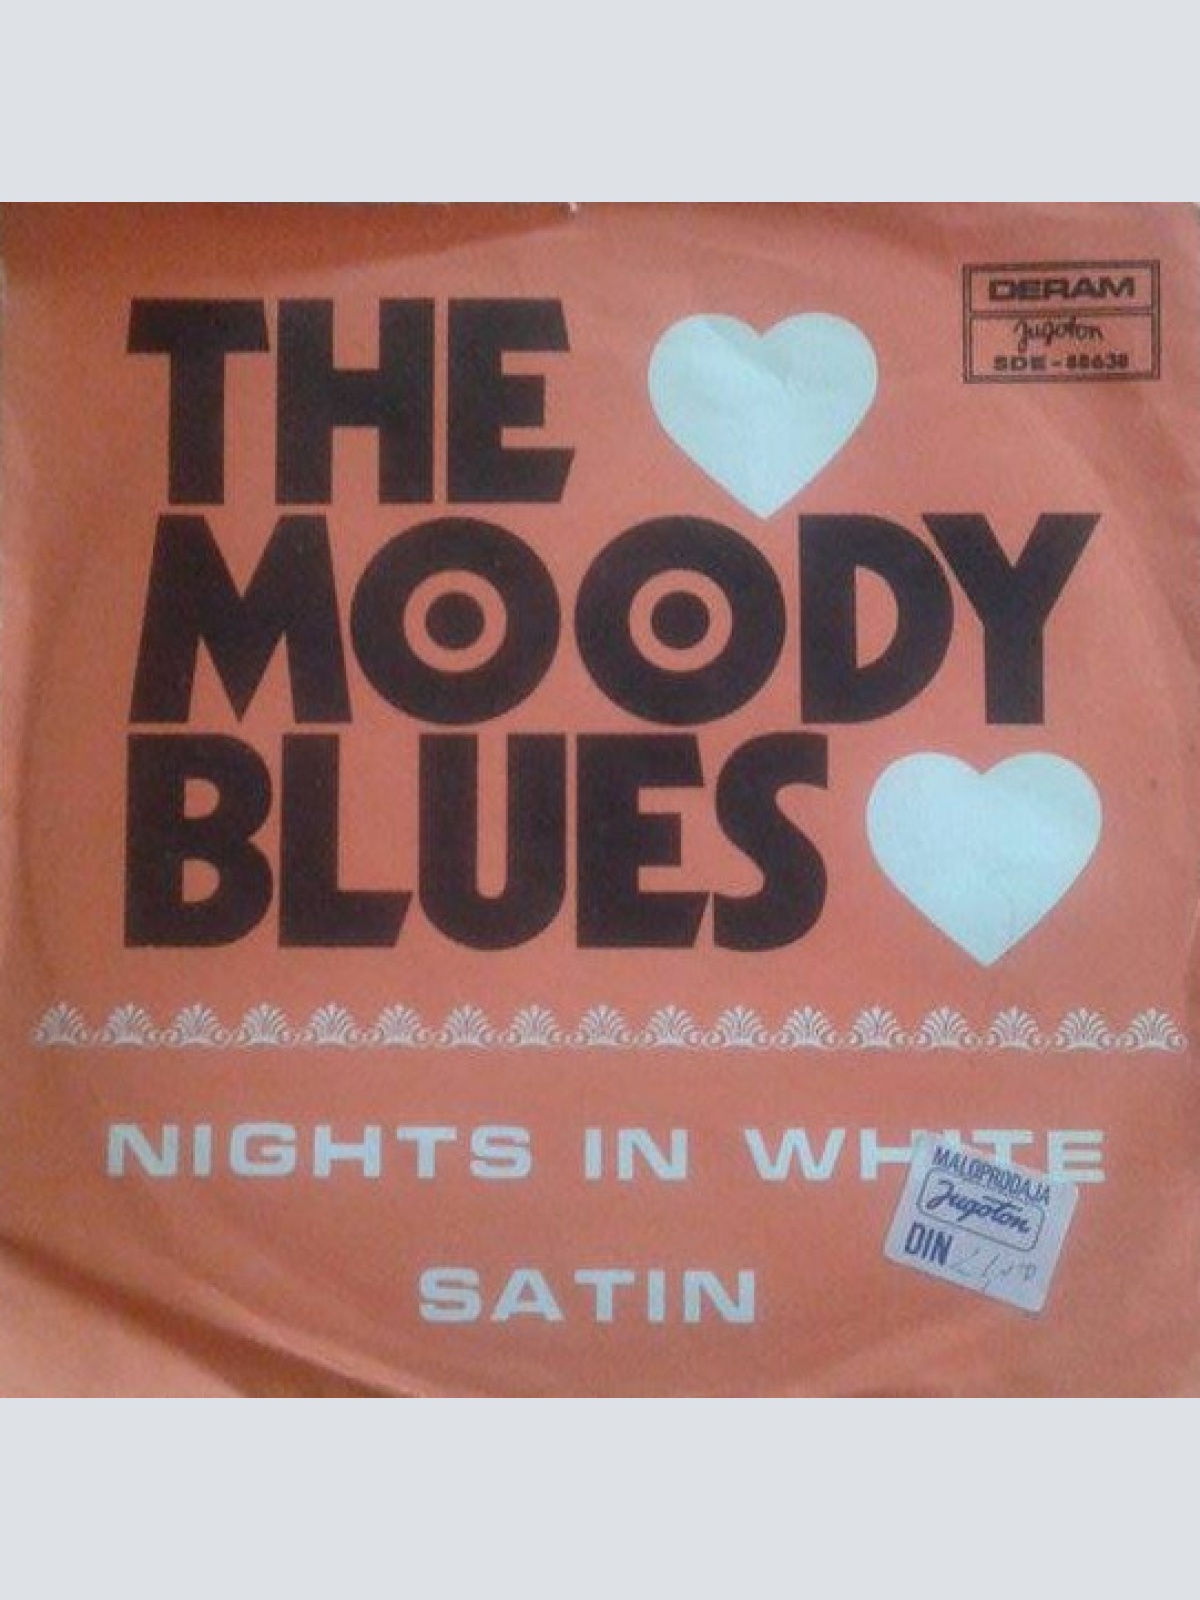 THE
MOODY
BLUES
DERAM
Jugoton
SDE - 88638
NIGHTS IN WHITE
SATIN
MALOPRODAJA
Jugoton
DIN